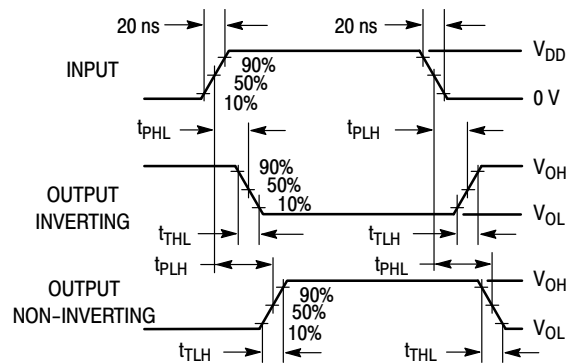 20 ns
20 ns
INPUT
90%
50%
10%
V_DD
0 V
t_PHL
t_PLH
OUTPUT
INVERTING
90%
50%
10%
V_OH
V_OL
t_THL
t_TLH
t_PLH
t_PHL
OUTPUT
NON-INVERTING
90%
50%
10%
V_OH
V_OL
t_TLH
t_THL